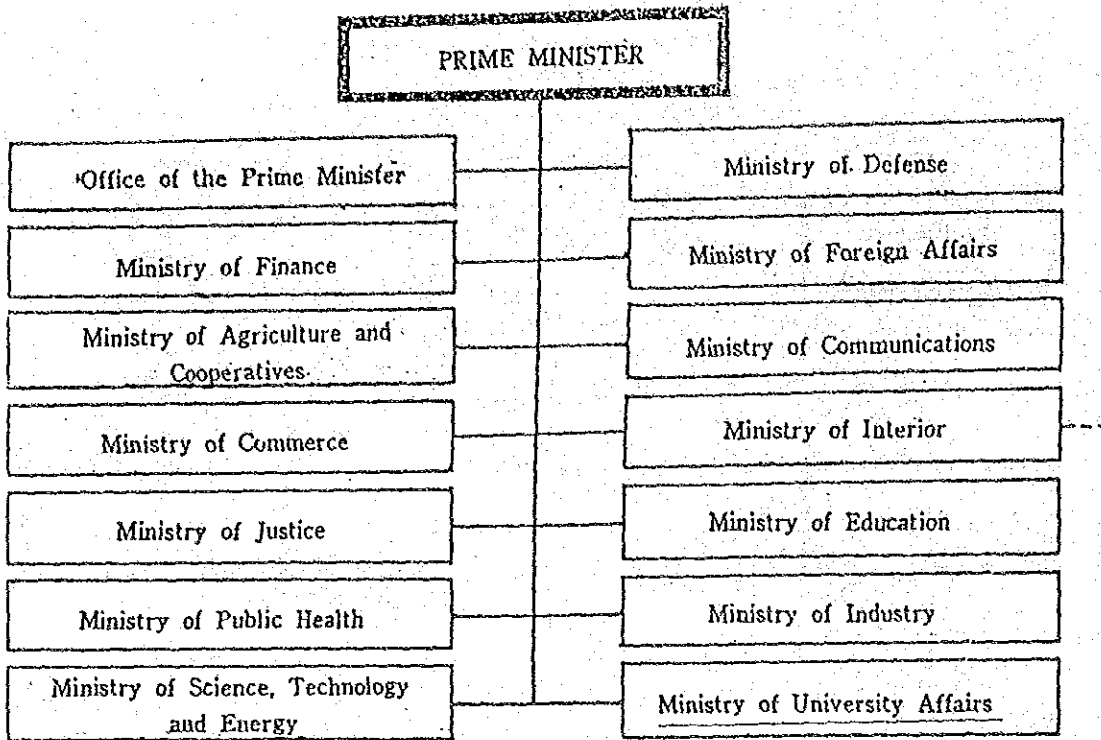 PRIME MINISTER
Office of the Prime Minister
Ministry of Defense
Ministry of Finance
Ministry of Foreign Affairs
Ministry of Agriculture and
Cooperatives
Ministry of Communications
Ministry of Commerce
Ministry of Interior
Ministry of Justice
Ministry of Education
Ministry of Public Health
Ministry of Industry
Ministry of Science, Technology
and Energy
Ministry of University Affairs